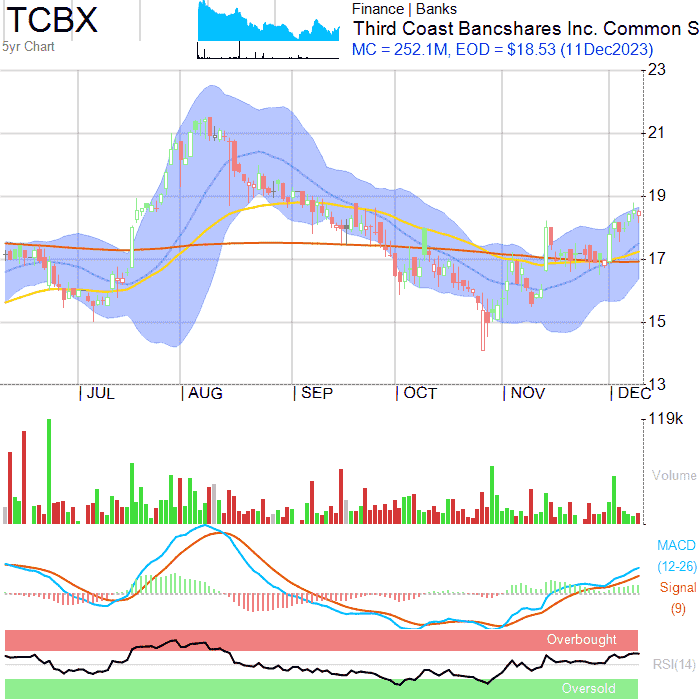 TCBX
5yr Chart
Finance | Banks
Third Coast Bancshares Inc. Common S
MC = 252.1M, EOD = $18.53 (11Dec2023)
23
21
19
17
15
13
| JUL | AUG | SEP | OCT | NOV | DEC
119k
Volume
MACD
(12-26)
Signal
(9)
Overbought
RSI(14)
Oversold